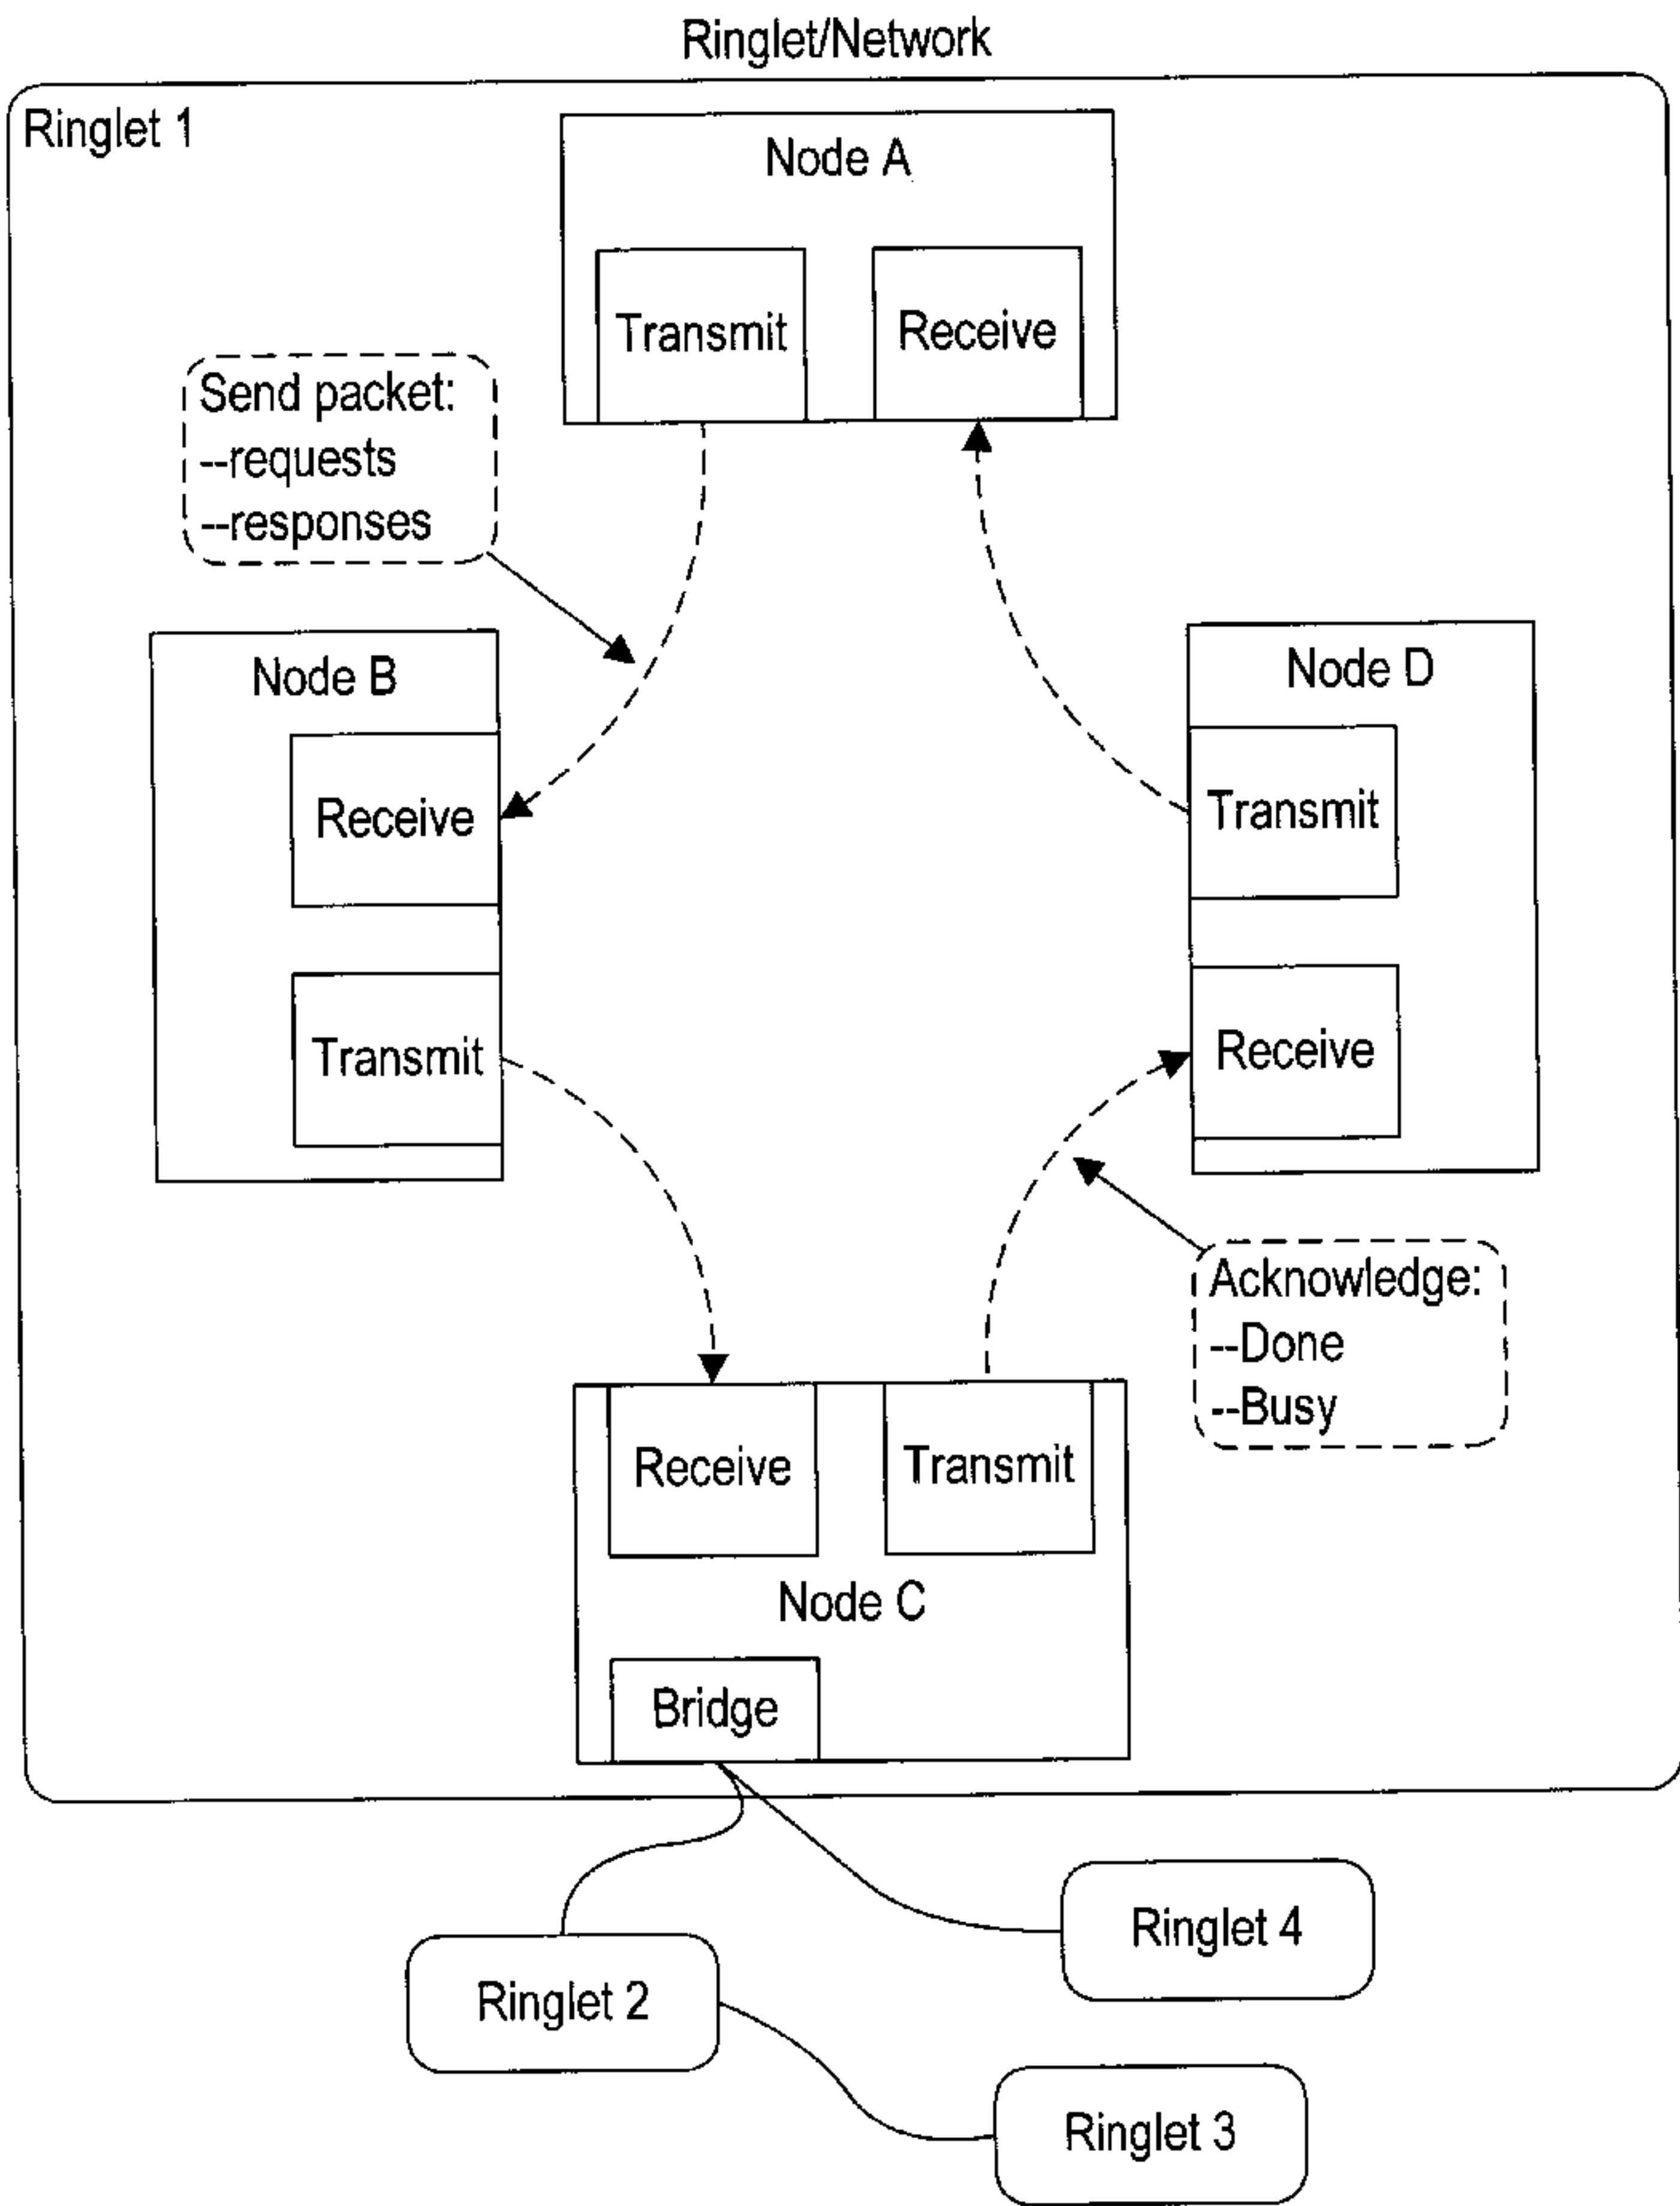 Ringlet/Network
Ringlet 1
Node A
Transmit
Receive
Send packet:
--requests
--responses
Node B
Receive
Transmit
Node D
Transmit
Receive
Acknowledge:
--Done
--Busy
Receive
Transmit
Node C
Bridge
Ringlet 4
Ringlet 2
Ringlet 3